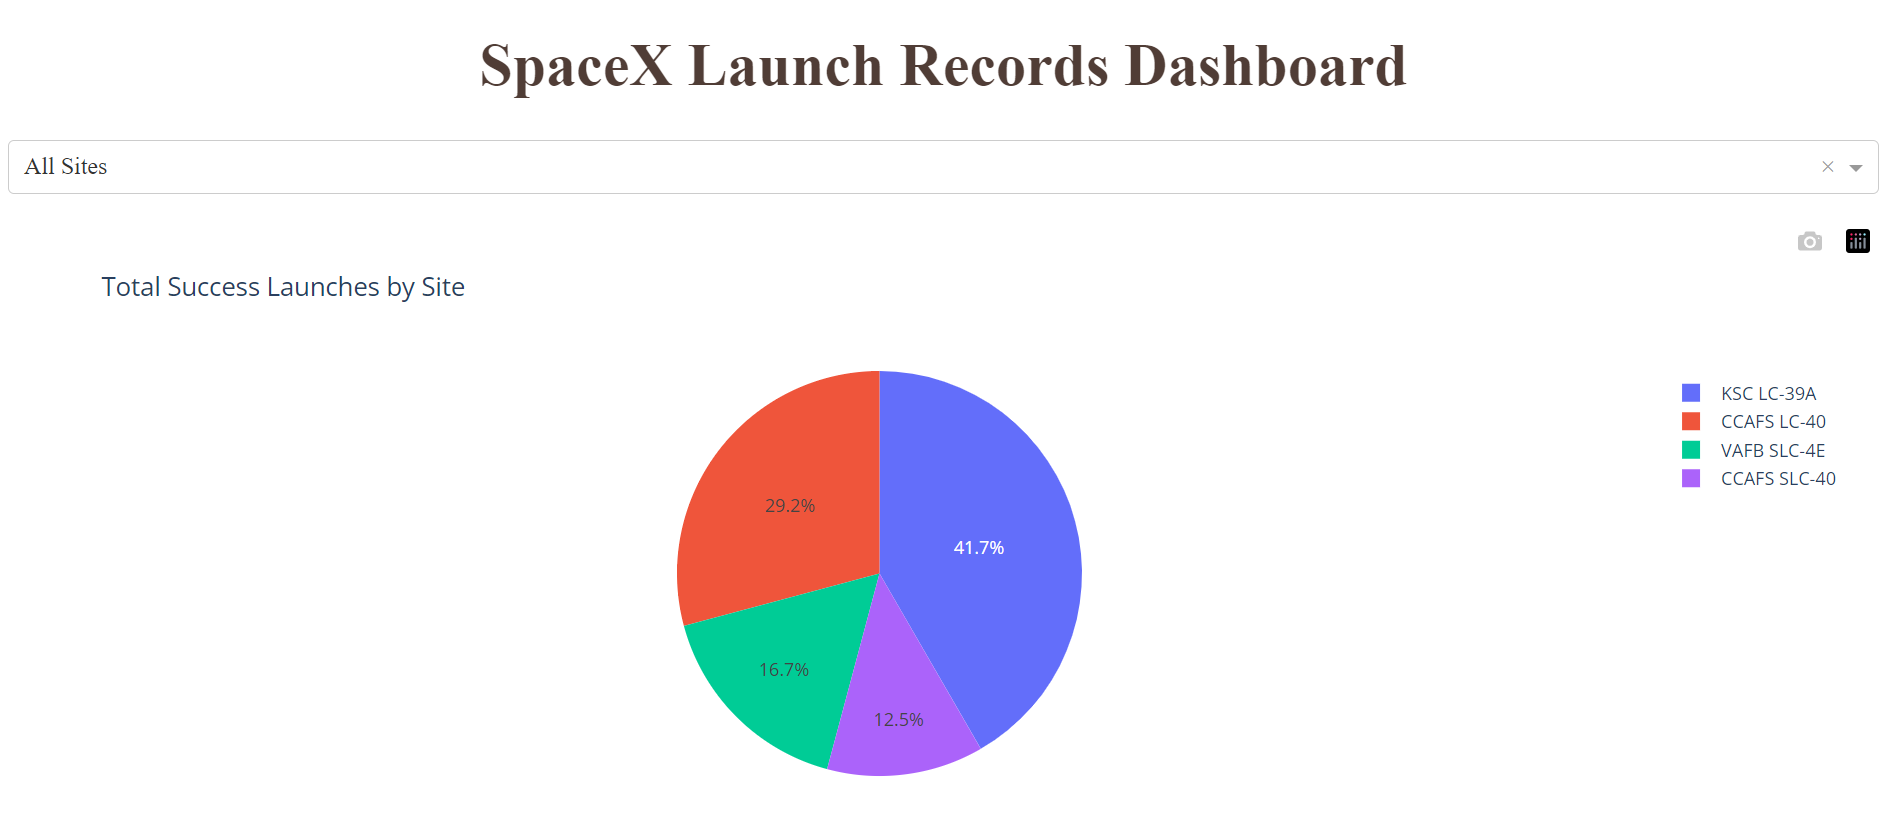 SpaceX Launch Records Dashboard
All Sites
Total Success Launches by Site
KSC LC-39A
CCAFS LC-40
VAFB SLC-4E
CCAFS SLC-40
29.2%
41.7%
16.7%
12.5%